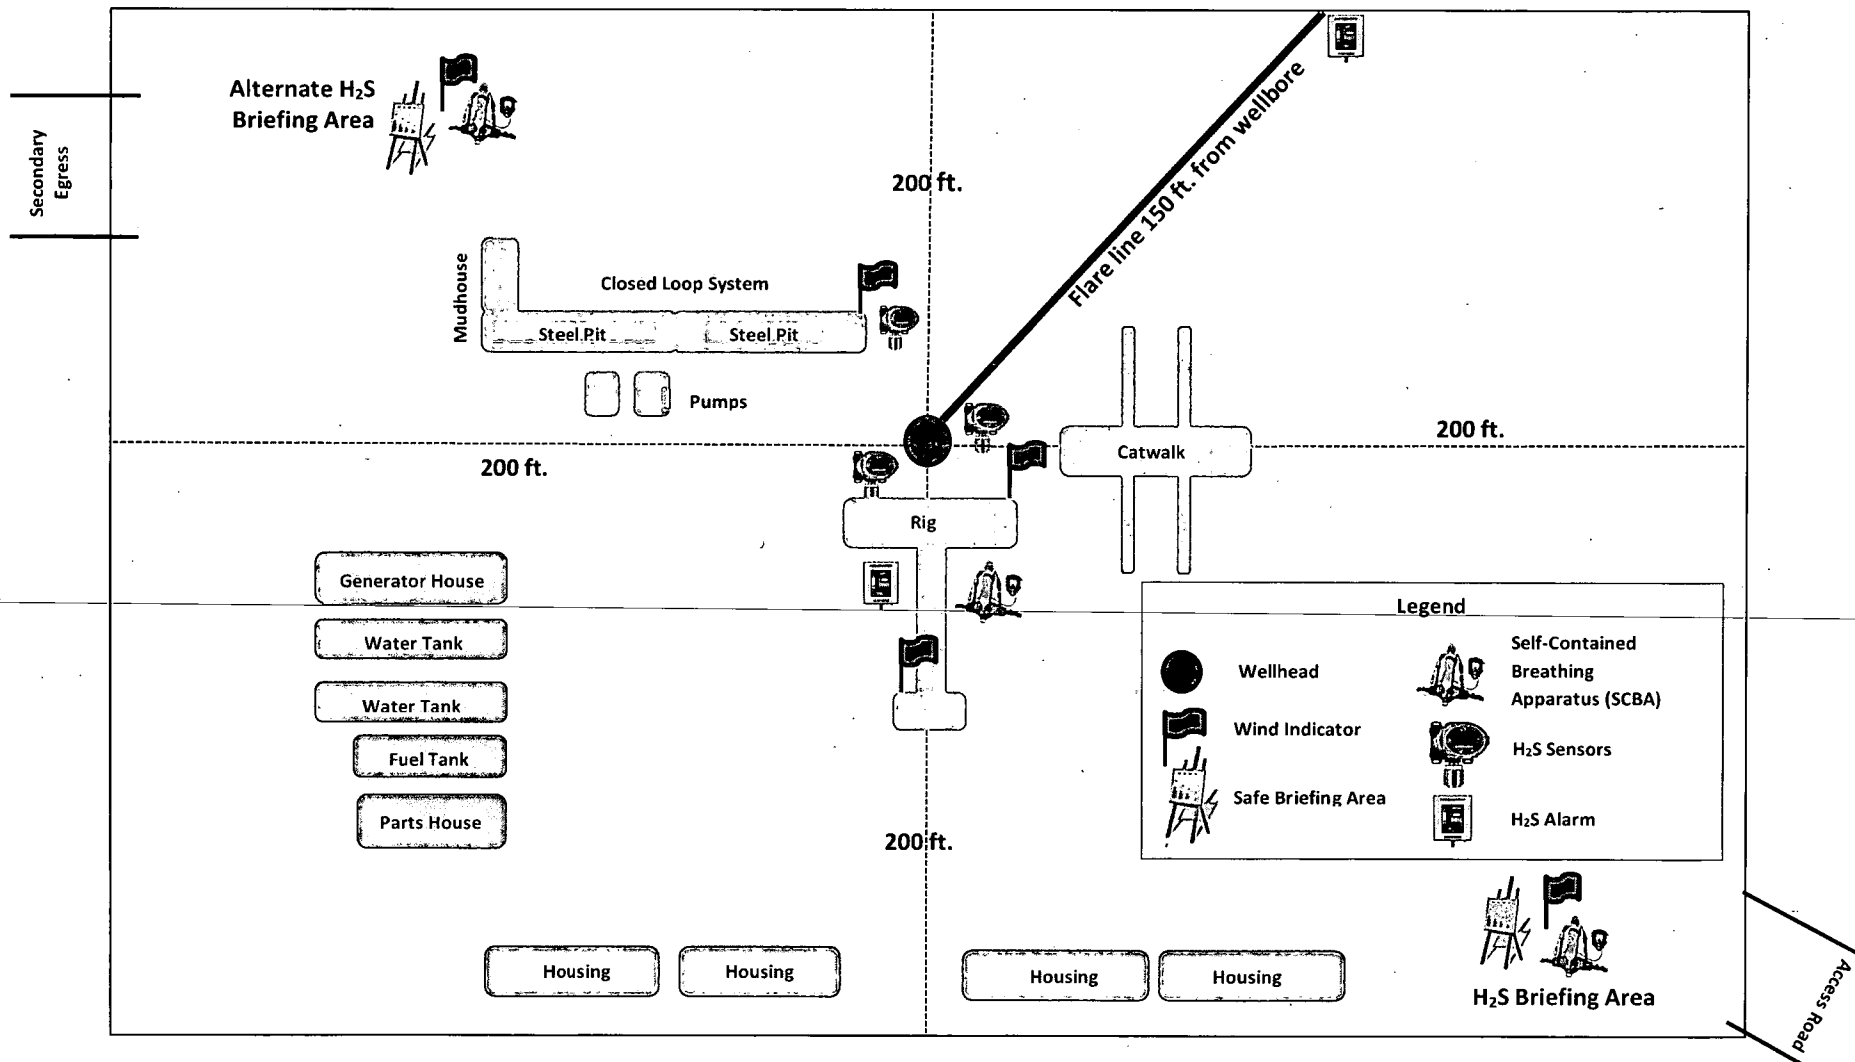 Alternate H₂S
Briefing Area
Secondary
Egress
200 ft.
Flare line 150 ft. from wellbore
Mudhouse
Closed Loop System
Steel Pit
Steel Pit
Pumps
200 ft.
200 ft.
Catwalk
Rig
Generator House
Water Tank
Water Tank
Fuel Tank
Parts House
200 ft.
Legend
Wellhead
Wind Indicator
Safe Briefing Area
Self-Contained
Breathing
Apparatus (SCBA)
H₂S Sensors
H₂S Alarm
Housing
Housing
Housing
Housing
H₂S Briefing Area
Access Road